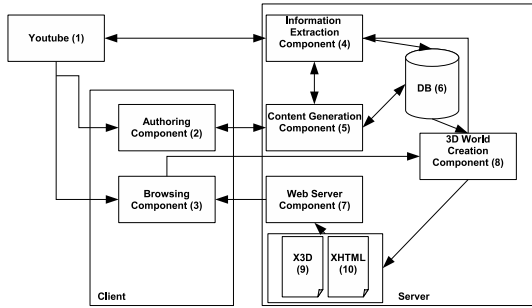 Youtube (1)
Information
Extraction
Component (4)
DB
(6)
Authoring
Component (2)
Content Generation
Component (5)
3D World
Creation
Component (8)
Browsing
Component (3)
Web Server
Component (7)
X3D
(9)
XHTML
(10)
Client
Server